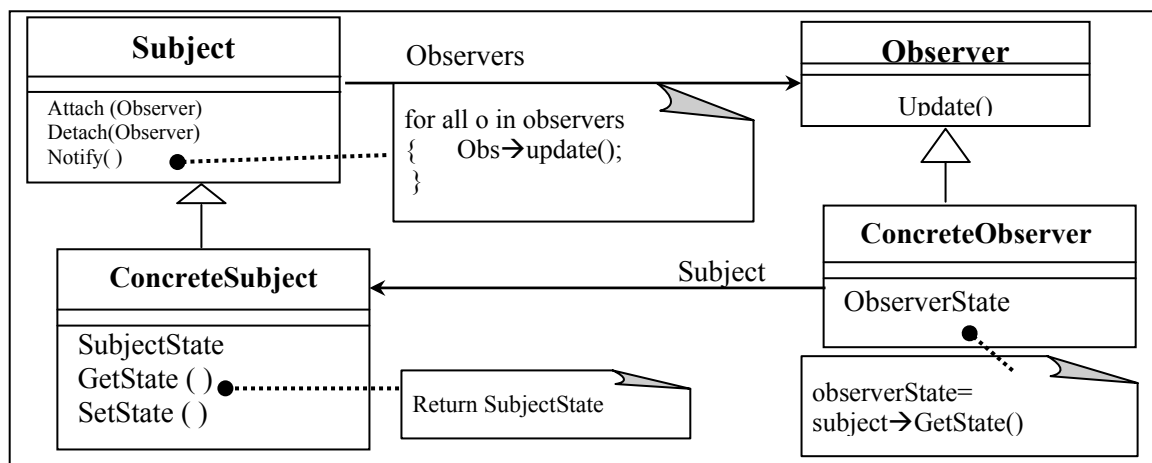 Subject
Attach (Observer)
Detach(Observer)
Notify( )
Observers
for all o in observers
{ Obs→update();
}
Observer
Update()
ConcreteSubject
SubjectState
GetState ( )
SetState ( )
Return SubjectState
Subject
ConcreteObserver
ObserverState
observerState=
subject→GetState()